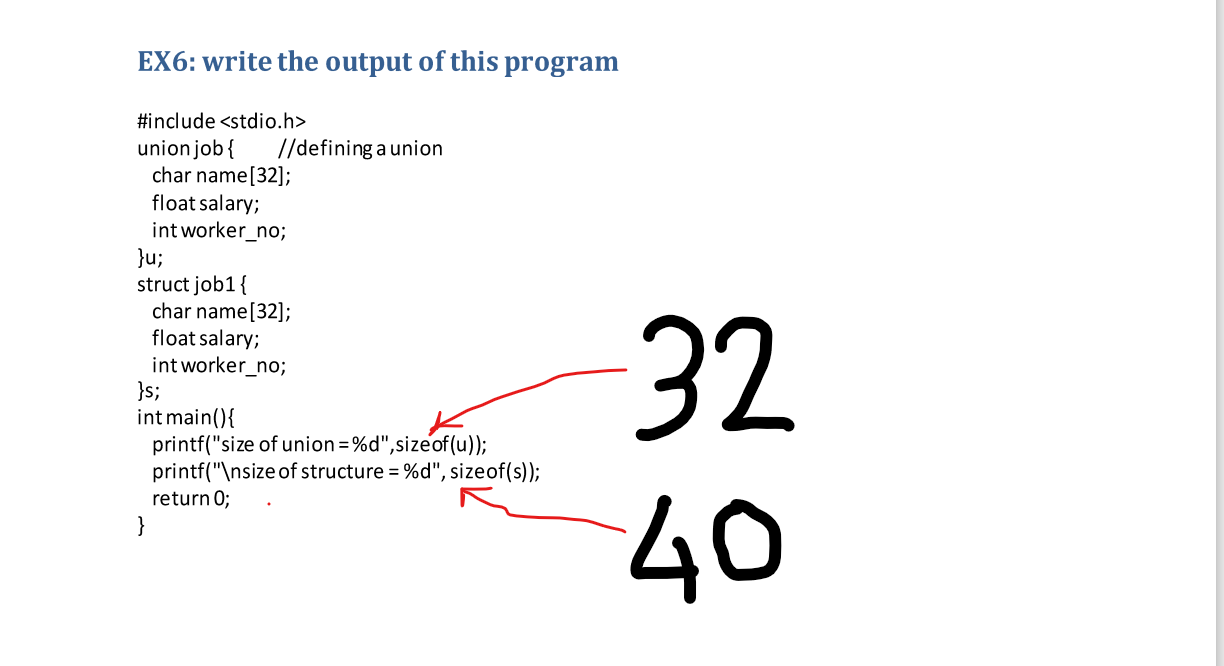 EX6: write the output of this program
#include <stdio.h>
union job {        //defining a union
char name[32];
float salary;
int worker_no;
}u;
struct job1 {
char name[32];
float salary;
int worker_no;
}s;
int main(){
printf("size of union = %d",sizeof(u));
printf("\nsize of structure = %d", sizeof(s));
return 0;
}
32
40